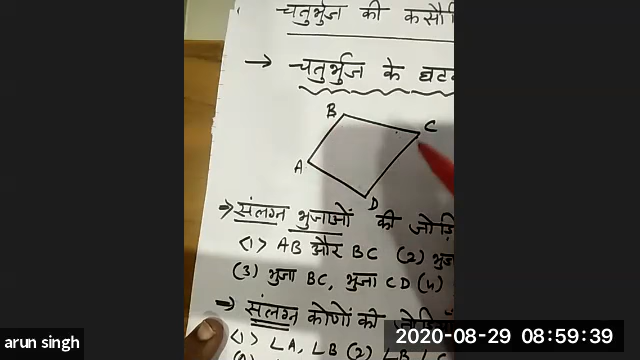 चतुर्भुज की
→ चतुर्भुज के
B
C
A
D
→ संलग्न भुजाओं की
<1> AB और BC (2)
(3) भुजा BC, भुजा CD (4)
→ संलग्न कोणों की
<1> ∠A, ∠B (2) ∠B
arun singh
2020-08-29 08:59:39